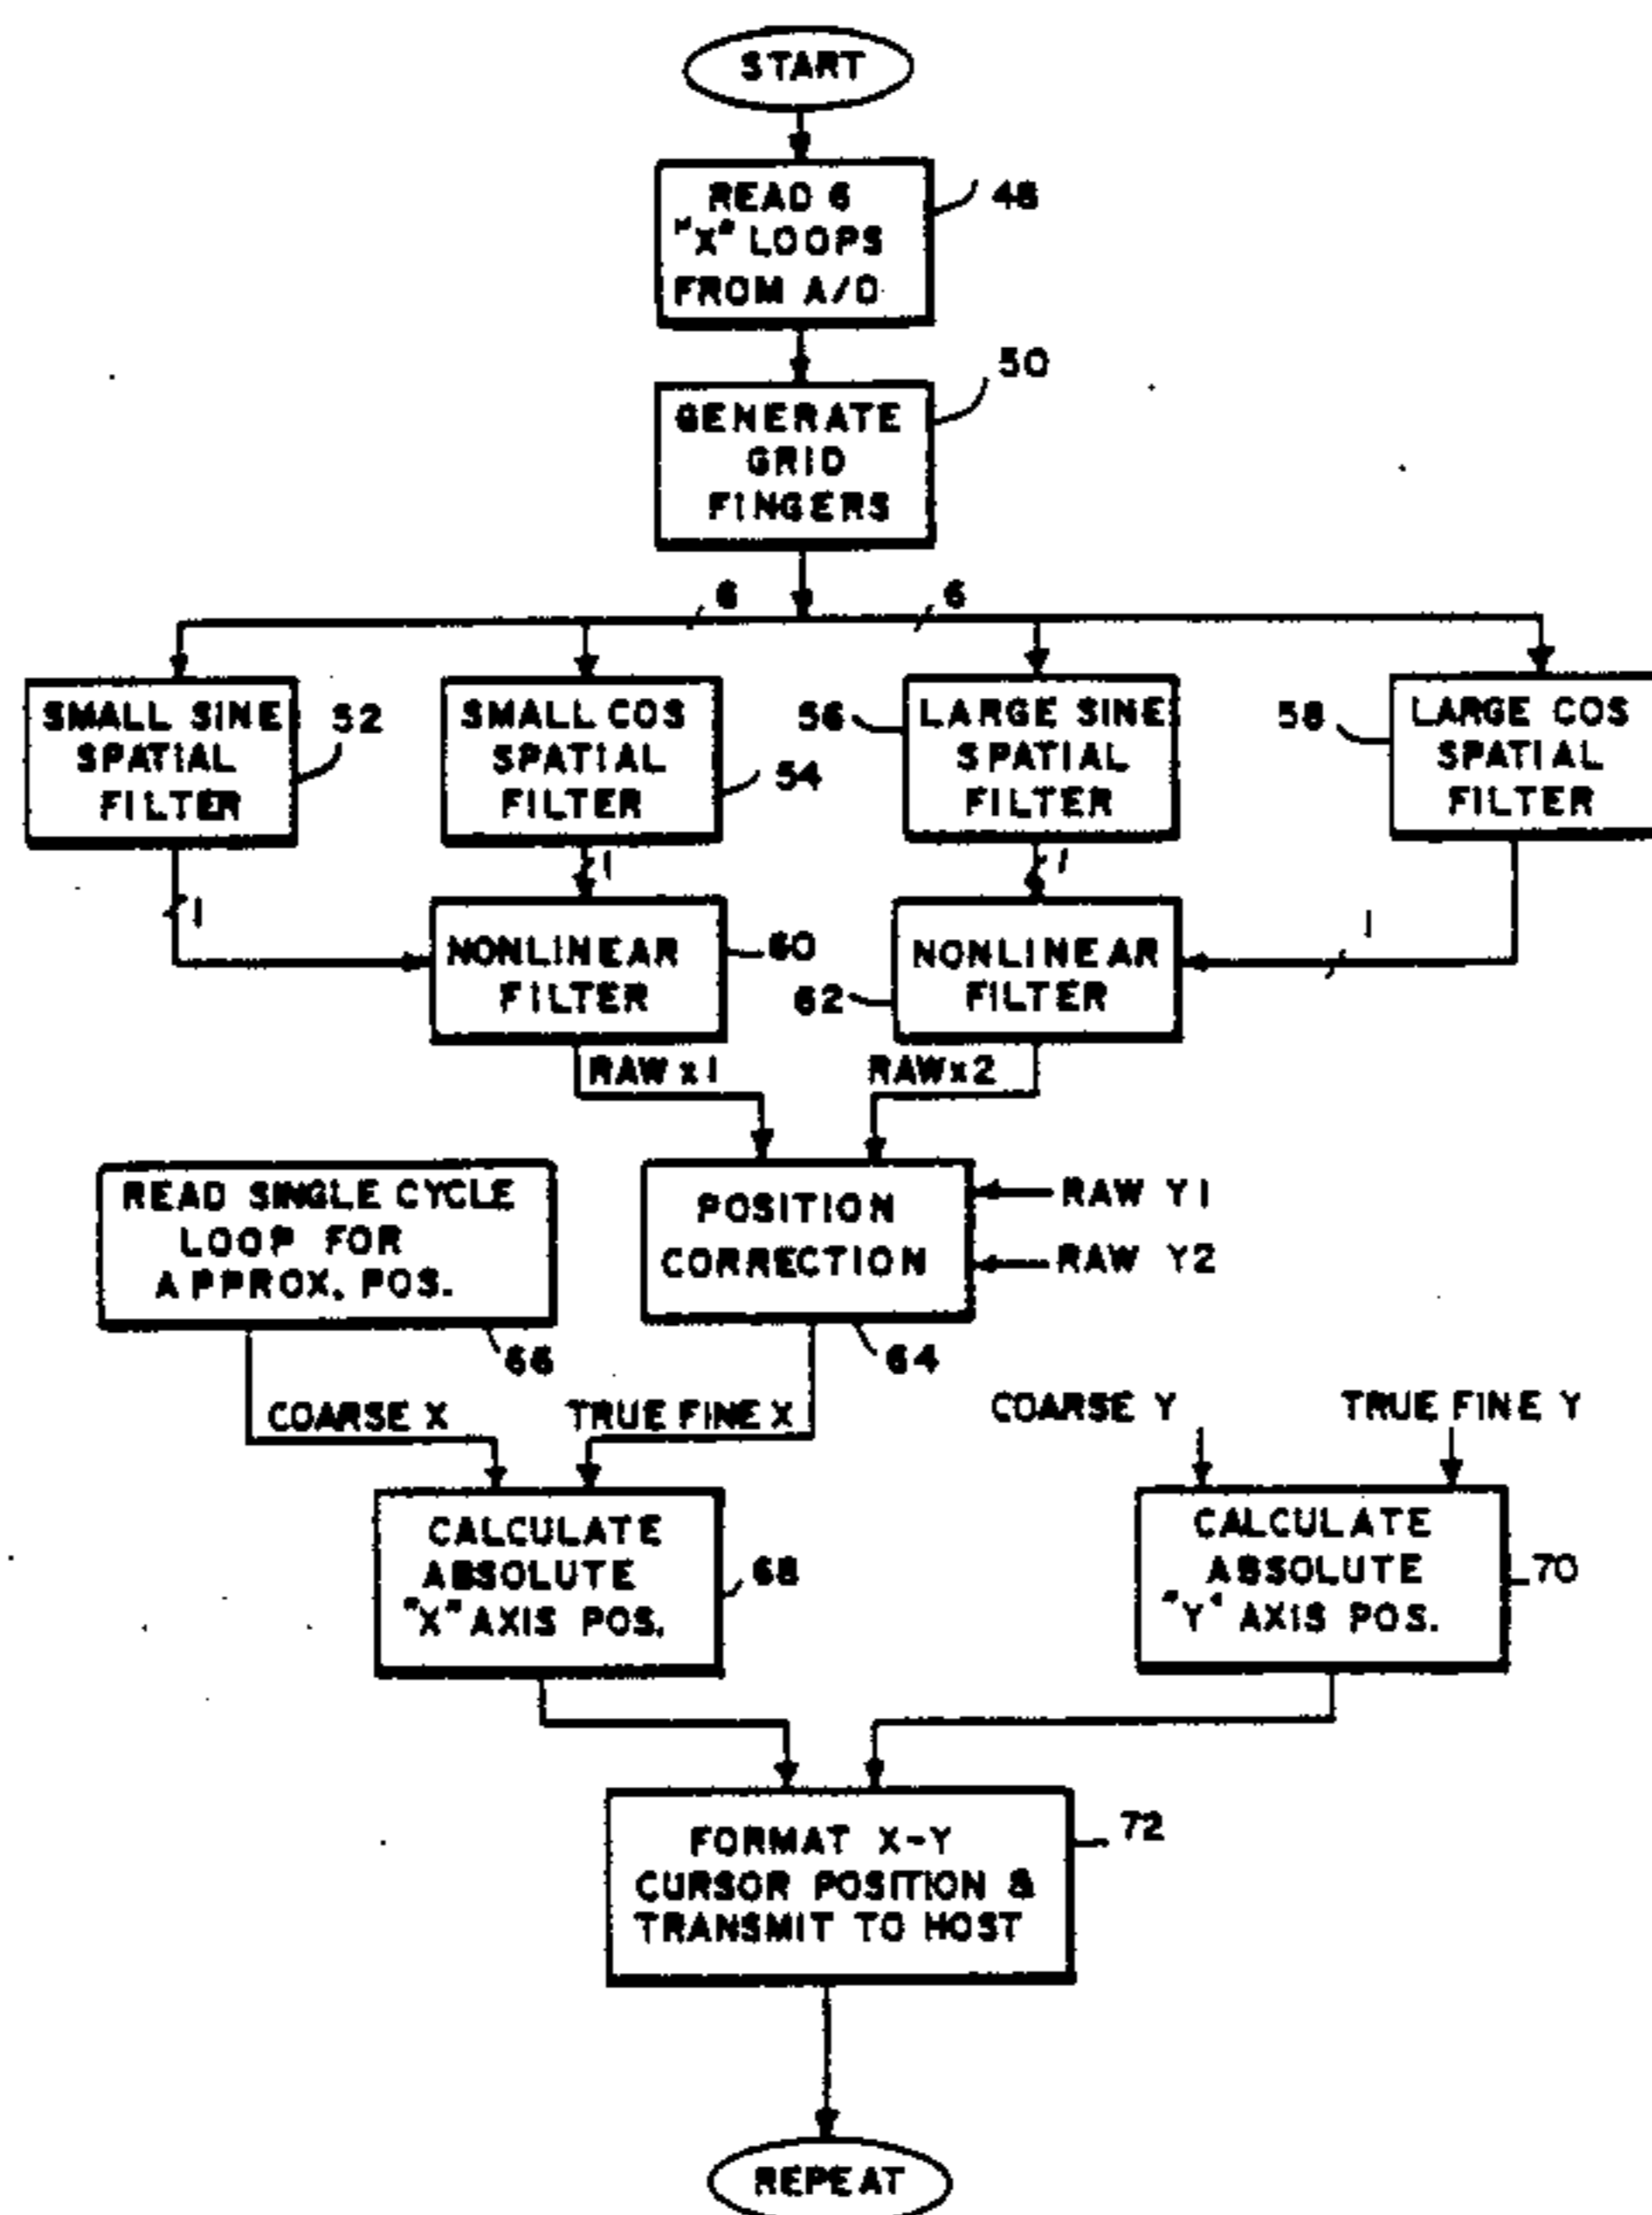 START
READ 6
"X" LOOPS
FROM A/D
48
50
GENERATE
GRID
FINGERS
6
6
SMALL SINE
SPATIAL
FILTER
52
SMALL COS
SPATIAL
FILTER
54
56
LARGE SINE
SPATIAL
FILTER
58
LARGE COS
SPATIAL
FILTER
1
1
1
1
NONLINEAR
FILTER
60
62
NONLINEAR
FILTER
RAW x1
RAW x2
READ SINGLE CYCLE
LOOP FOR
APPROX. POS.
66
POSITION
CORRECTION
64
RAW Y1
RAW Y2
COARSE X
TRUE FINE X
COARSE Y
TRUE FINE Y
CALCULATE
ABSOLUTE
"X" AXIS POS.
68
CALCULATE
ABSOLUTE
"Y" AXIS POS.
70
FORMAT X-Y
CURSOR POSITION &
TRANSMIT TO HOST
72
REPEAT